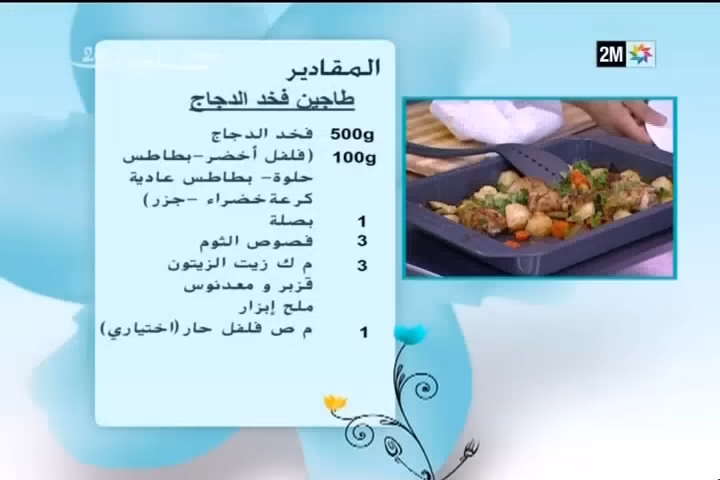 2M
المقادير
طاجين فخد الدجاج
500g فخد الدجاج
100g (فلفل أخضر-بطاطس
حلوة- بطاطس عادية
كرعة خضراء -جزر)
1 بصلة
3 فصوص الثوم
3 م ك زيت الزيتون
قزبر و معدنوس
ملح إبزار
1 م ص فلفل حار(اختياري)